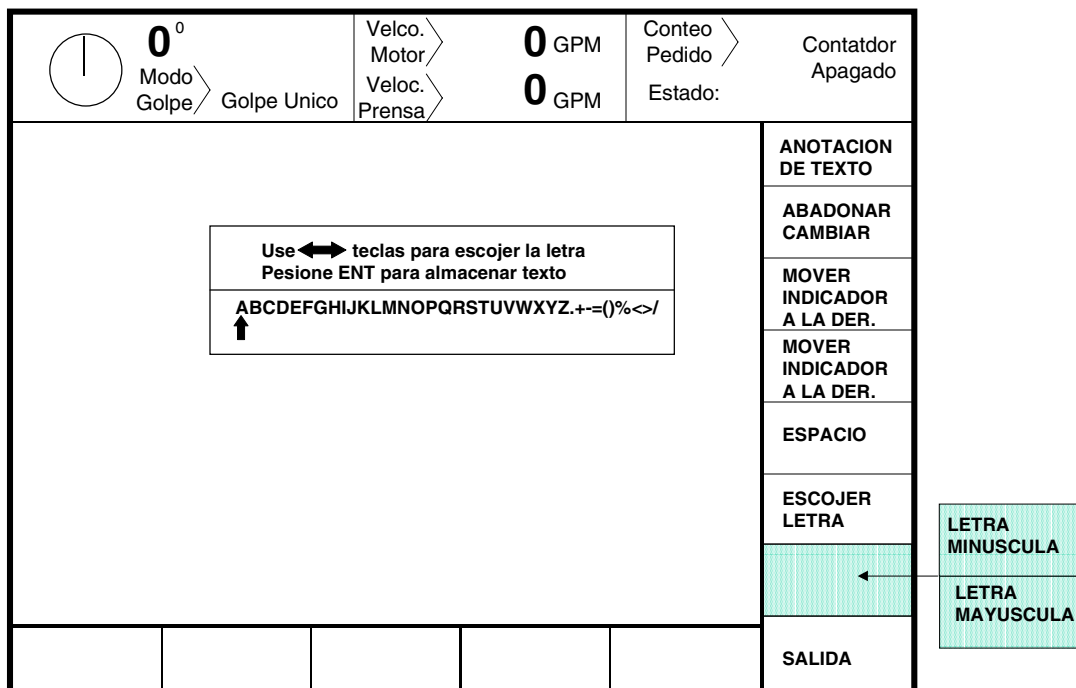 0°
Modo
Golpe
Golpe Unico
Velco.
Motor
0 GPM
Veloc.
Prensa
0 GPM
Conteo
Pedido
Contatdor
Apagado
Estado:
Use teclas para escojer la letra
Pesione ENT para almacenar texto
ABCDEFGHIJKLMNOPQRSTUVWXYZ.+-=()%<>/
ANOTACION
DE TEXTO
ABADONAR
CAMBIAR
MOVER
INDICADOR
A LA DER.
MOVER
INDICADOR
A LA DER.
ESPACIO
ESCOJER
LETRA
SALIDA
LETRA
MINUSCULA
LETRA
MAYUSCULA